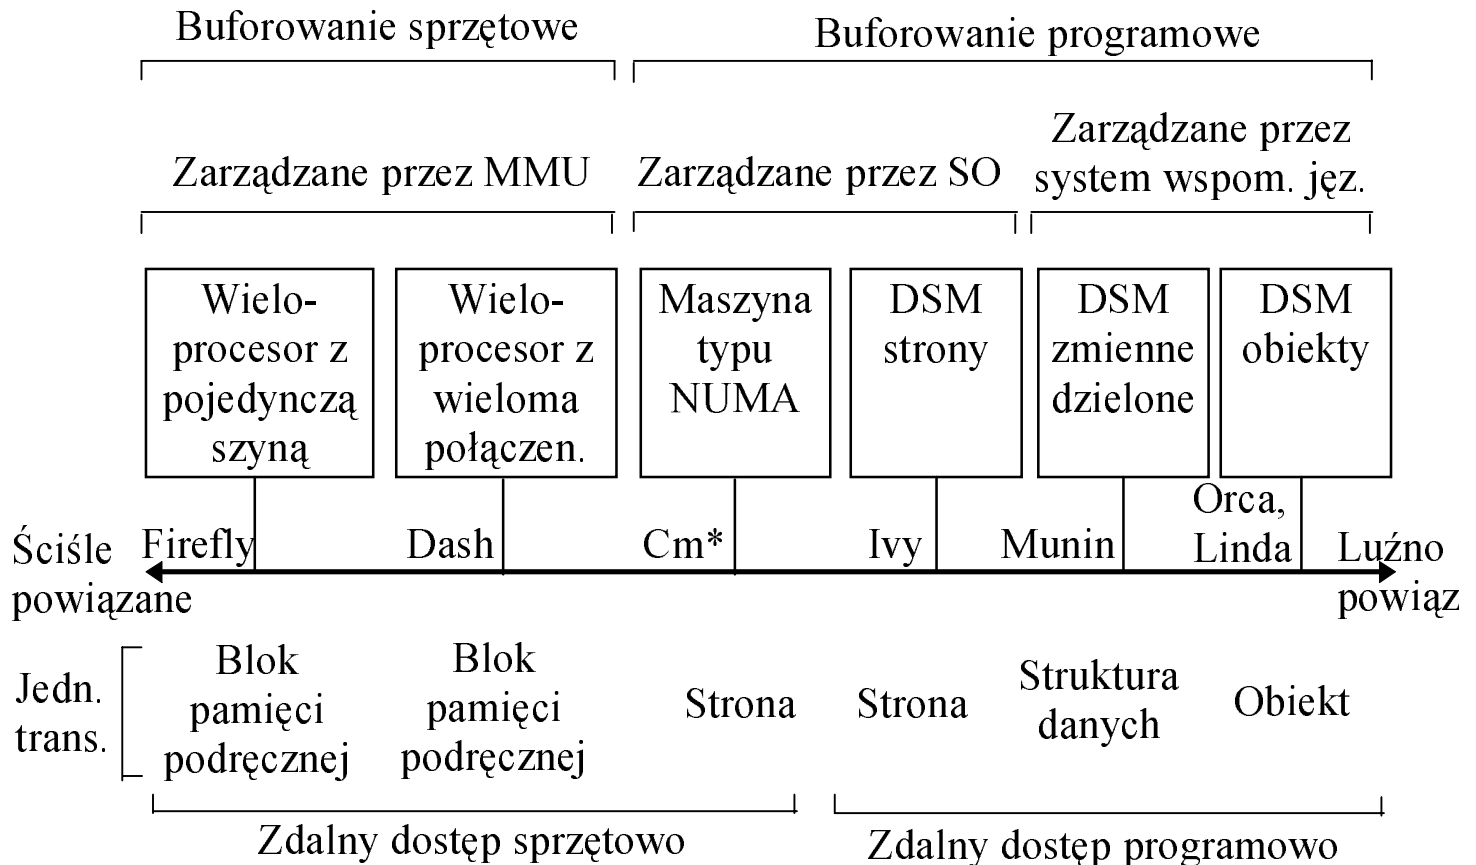 Buforowanie sprzętowe
Buforowanie programowe
Zarządzane przez MMU
Zarządzane przez SO
Zarządzane przez
system wspom. jęz.
Wielo-
procesor z
pojedynczą
szyną
Wielo-
procesor z
wieloma
połączen.
Maszyna
typu
NUMA
DSM
strony
DSM
zmienne
dzielone
DSM
obiekty
Ściśle
powiązane
Firefly
Dash
Cm*
Ivy
Munin
Orca,
Linda
Luźno
powiąz
Jedn.
trans.
Blok
pamięci
podręcznej
Blok
pamięci
podręcznej
Strona
Strona
Struktura
danych
Obiekt
Zdalny dostęp sprzętowo
Zdalny dostęp programowo